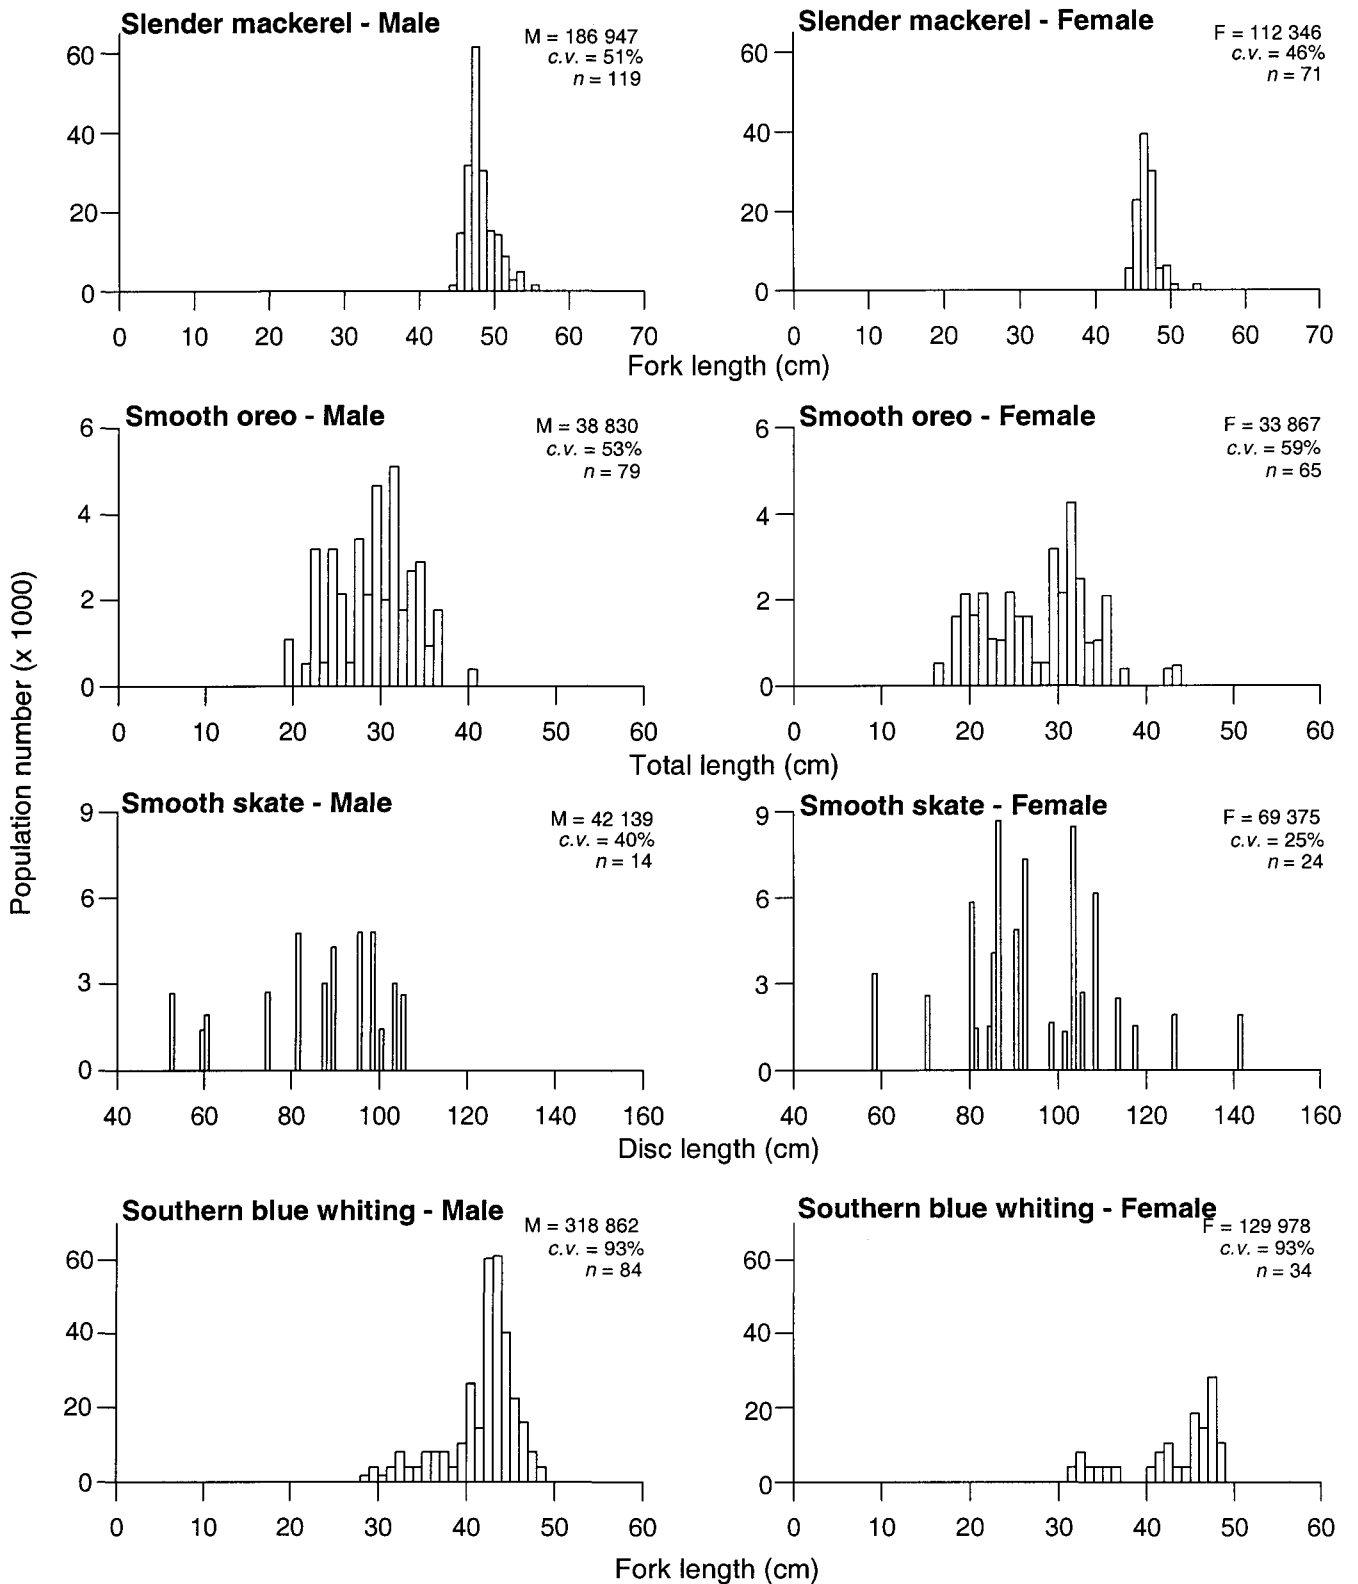 Slender mackerel - Male
M = 186 947
c.v. = 51%
n = 119
60
40
20
0
0 10 20 30 40 50 60 70
Slender mackerel - Female
F = 112 346
c.v. = 46%
n = 71
60
40
20
0
0 10 20 30 40 50 60 70
Fork length (cm)
Smooth oreo - Male
M = 38 830
c.v. = 53%
n = 79
6
4
2
0
0 10 20 30 40 50 60
Smooth oreo - Female
F = 33 867
c.v. = 59%
n = 65
6
4
2
0
0 10 20 30 40 50 60
Total length (cm)
Population number (x 1000)
Smooth skate - Male
M = 42 139
c.v. = 40%
n = 14
9
6
3
0
40 60 80 100 120 140 160
Smooth skate - Female
F = 69 375
c.v. = 25%
n = 24
9
6
3
0
40 60 80 100 120 140 160
Disc length (cm)
Southern blue whiting - Male
M = 318 862
c.v. = 93%
n = 84
60
40
20
0
0 10 20 30 40 50 60
Southern blue whiting - Female
F = 129 978
c.v. = 93%
n = 34
60
40
20
0
0 10 20 30 40 50 60
Fork length (cm)